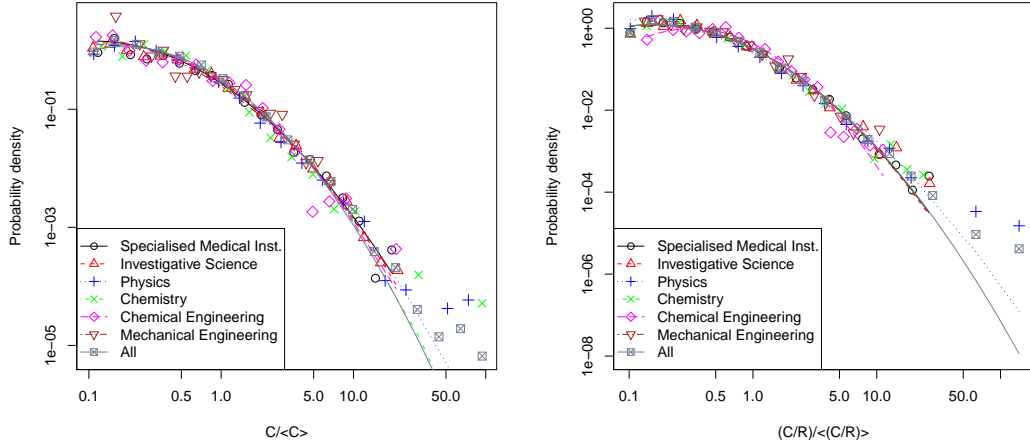 Probability density
1e-01
1e-03
1e-05
Specialised Medical Inst.
Investigative Science
Physics
Chemistry
Chemical Engineering
Mechanical Engineering
All
0.1 0.5 1.0 5.0 10.0 50.0
C/<C>
Probability density
1e+00
1e-02
1e-04
1e-06
1e-08
Specialised Medical Inst.
Investigative Science
Physics
Chemistry
Chemical Engineering
Mechanical Engineering
All
0.1 0.5 1.0 5.0 10.0 50.0
(C/R)/<(C/R)>